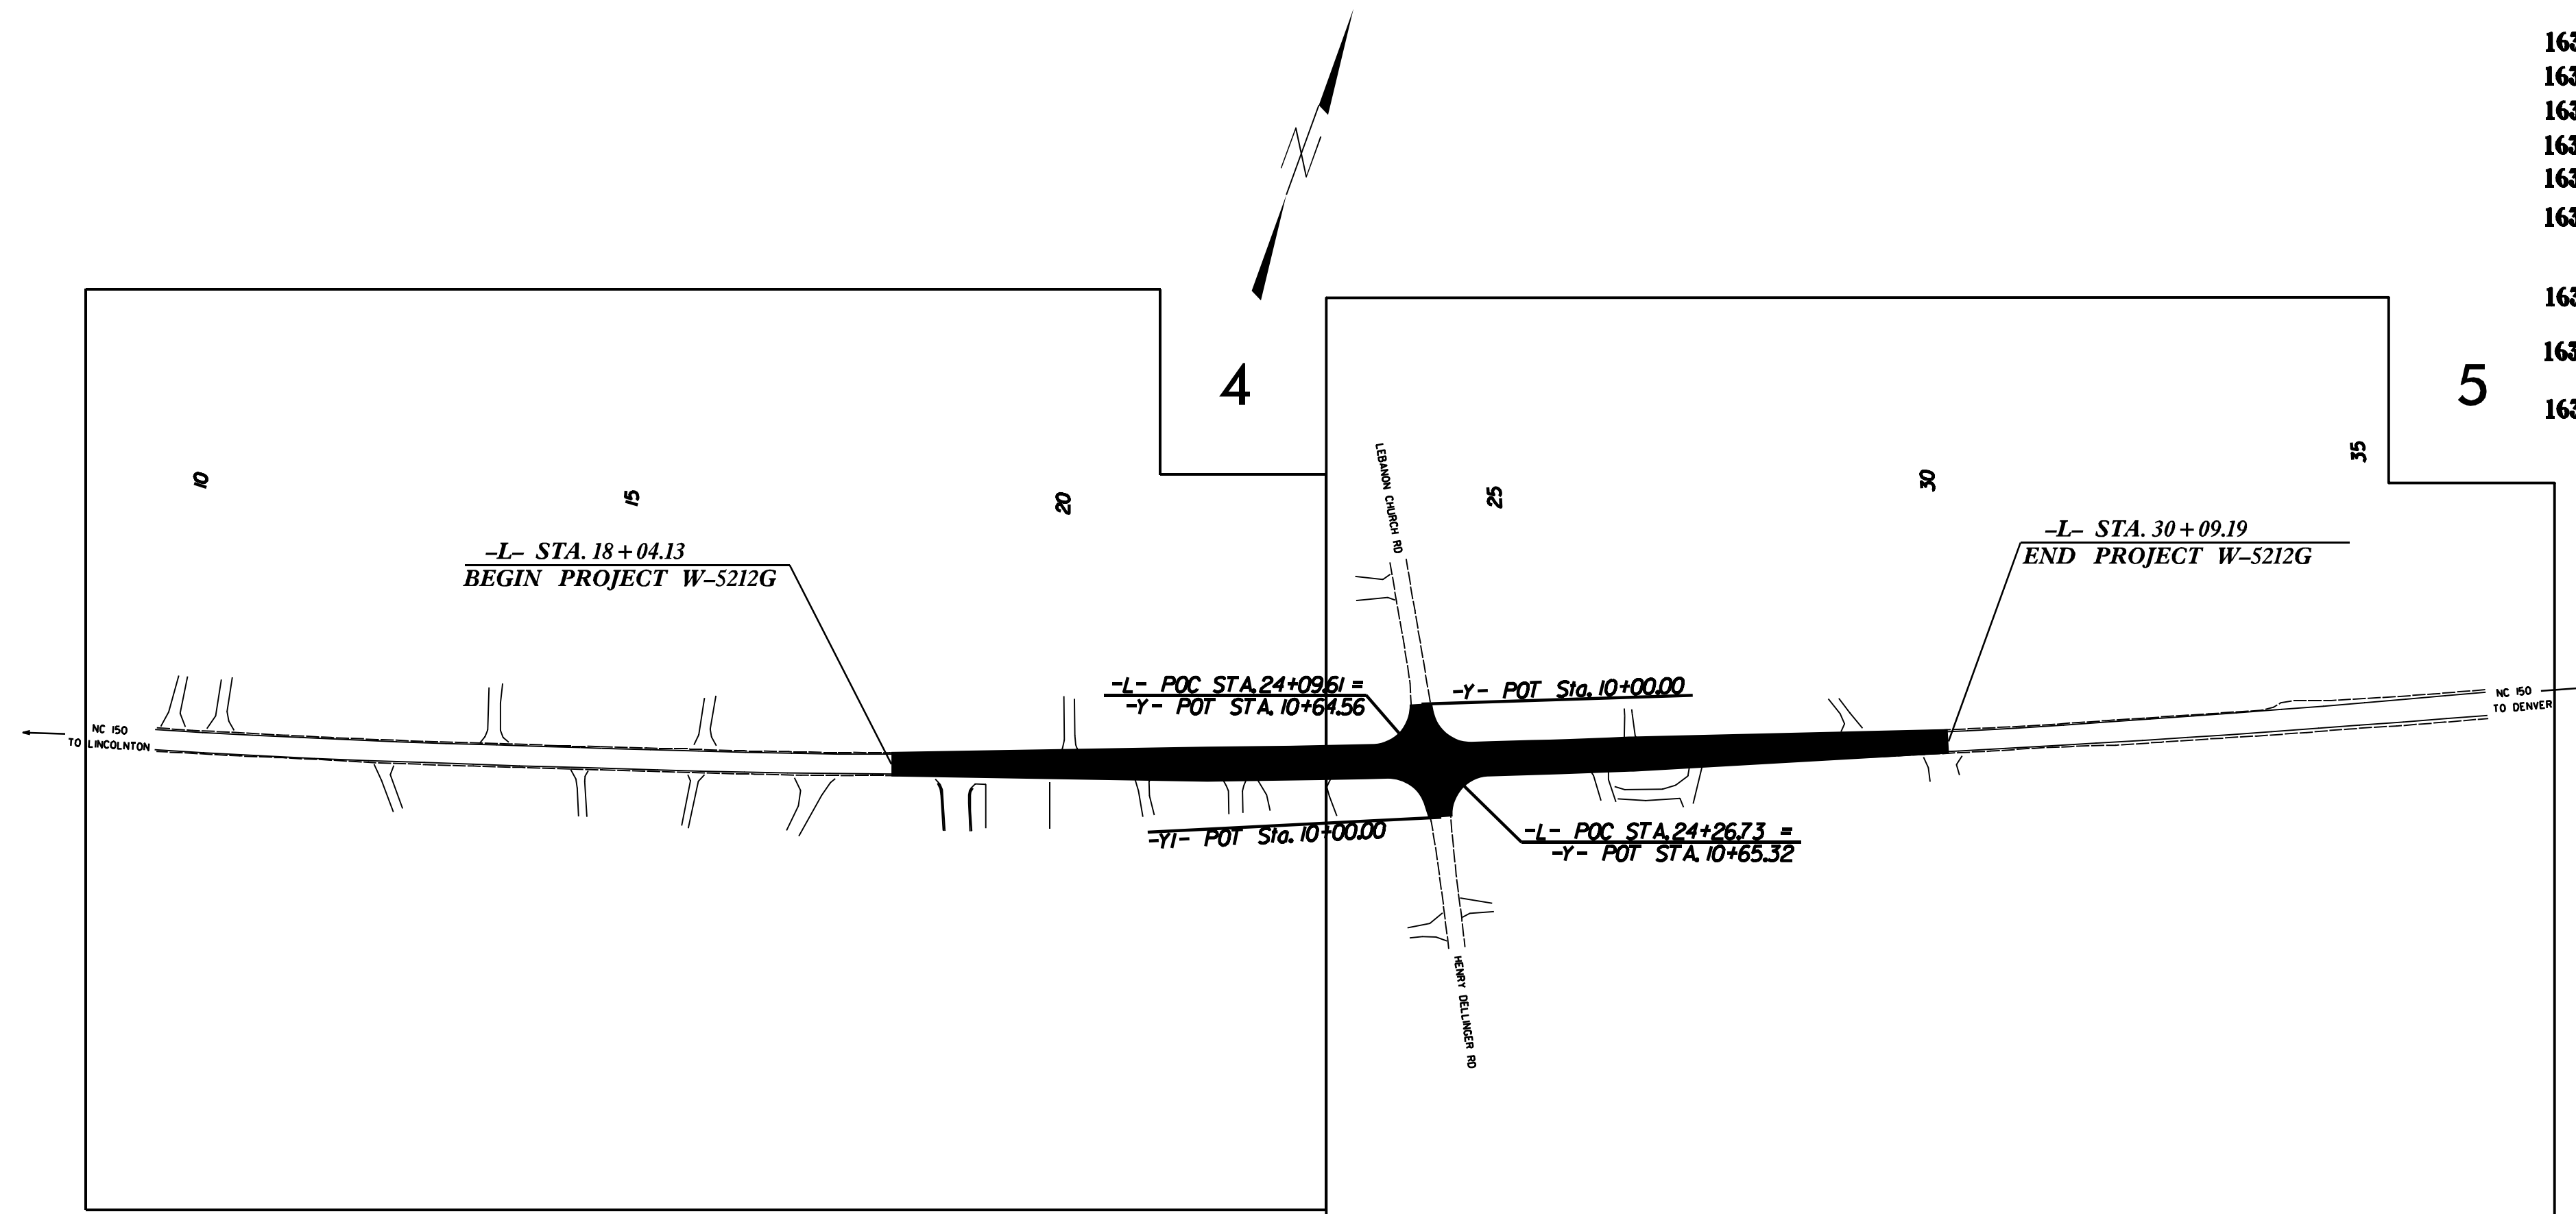 163
163
163
163
163
163
163
163
163
4
5
10
15
20
25
30
35
LEBANON CHURCH RD
-L- STA. 18+04.13
BEGIN PROJECT W-5212G
-L- STA. 30+09.19
END PROJECT W-5212G
-L- POC STA. 24+09.61 =
-Y- POT STA. 10+64.56
-Y- POT Sta. 10+00.00
NC 150
TO LINCOLNTON
NC 150
TO DENVER
-Y1- POT Sta. 10+00.00
-L- POC STA. 24+26.73 =
-Y- POT STA. 10+65.32
HENRY DELLINGER RD